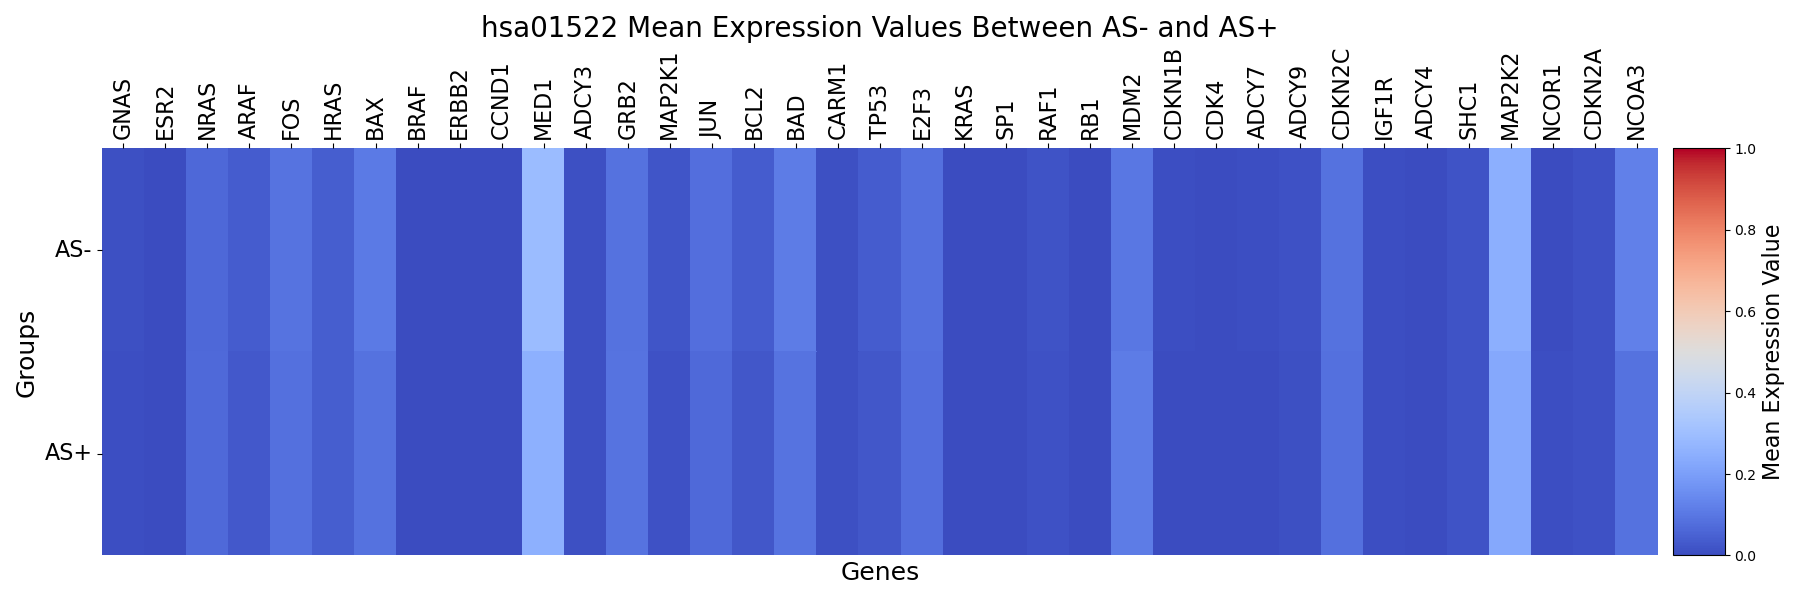 hsa01522 Mean Expression Values Between AS- and AS+
GNAS
ESR2
NRAS
ARAF
FOS
HRAS
BAX
BRAF
ERBB2
CCND1
MED1
ADCY3
GRB2
MAP2K1
JUN
BCL2
BAD
CARM1
TP53
E2F3
KRAS
SP1
RAF1
RB1
MDM2
CDKN1B
CDK4
ADCY7
ADCY9
CDKN2C
IGF1R
ADCY4
SHC1
MAP2K2
NCOR1
CDKN2A
NCOA3
Groups
AS-
AS+
Genes
1.0
0.8
0.6
0.4
0.2
0.0
Mean Expression Value